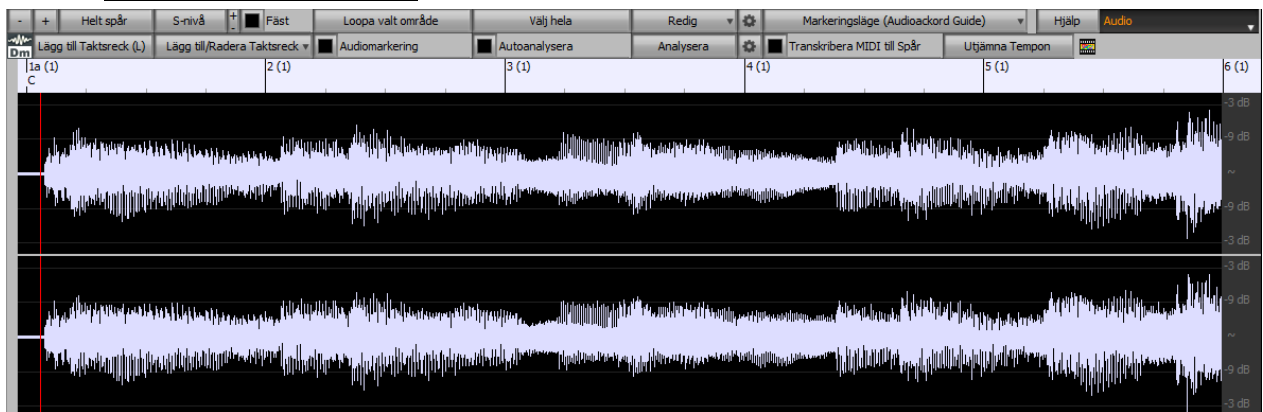 - + Helt spår S-nivå + - Fäst Loopa valt område Välj hela Redig Markeringsläge (Audioackord Guide) Hjälp Audio
Dm Lägg till Taktsreck (L) Lägg till/Radera Taktsreck Audiomarkering Autoanalysera Analysera Transkribera MIDI till Spår Utjämna Tempon
1a (1) 2 (1) 3 (1) 4 (1) 5 (1) 6 (1)
C
-3 dB
-9 dB
~
-9 dB
-3 dB
-3 dB
-9 dB
~
-9 dB
-3 dB